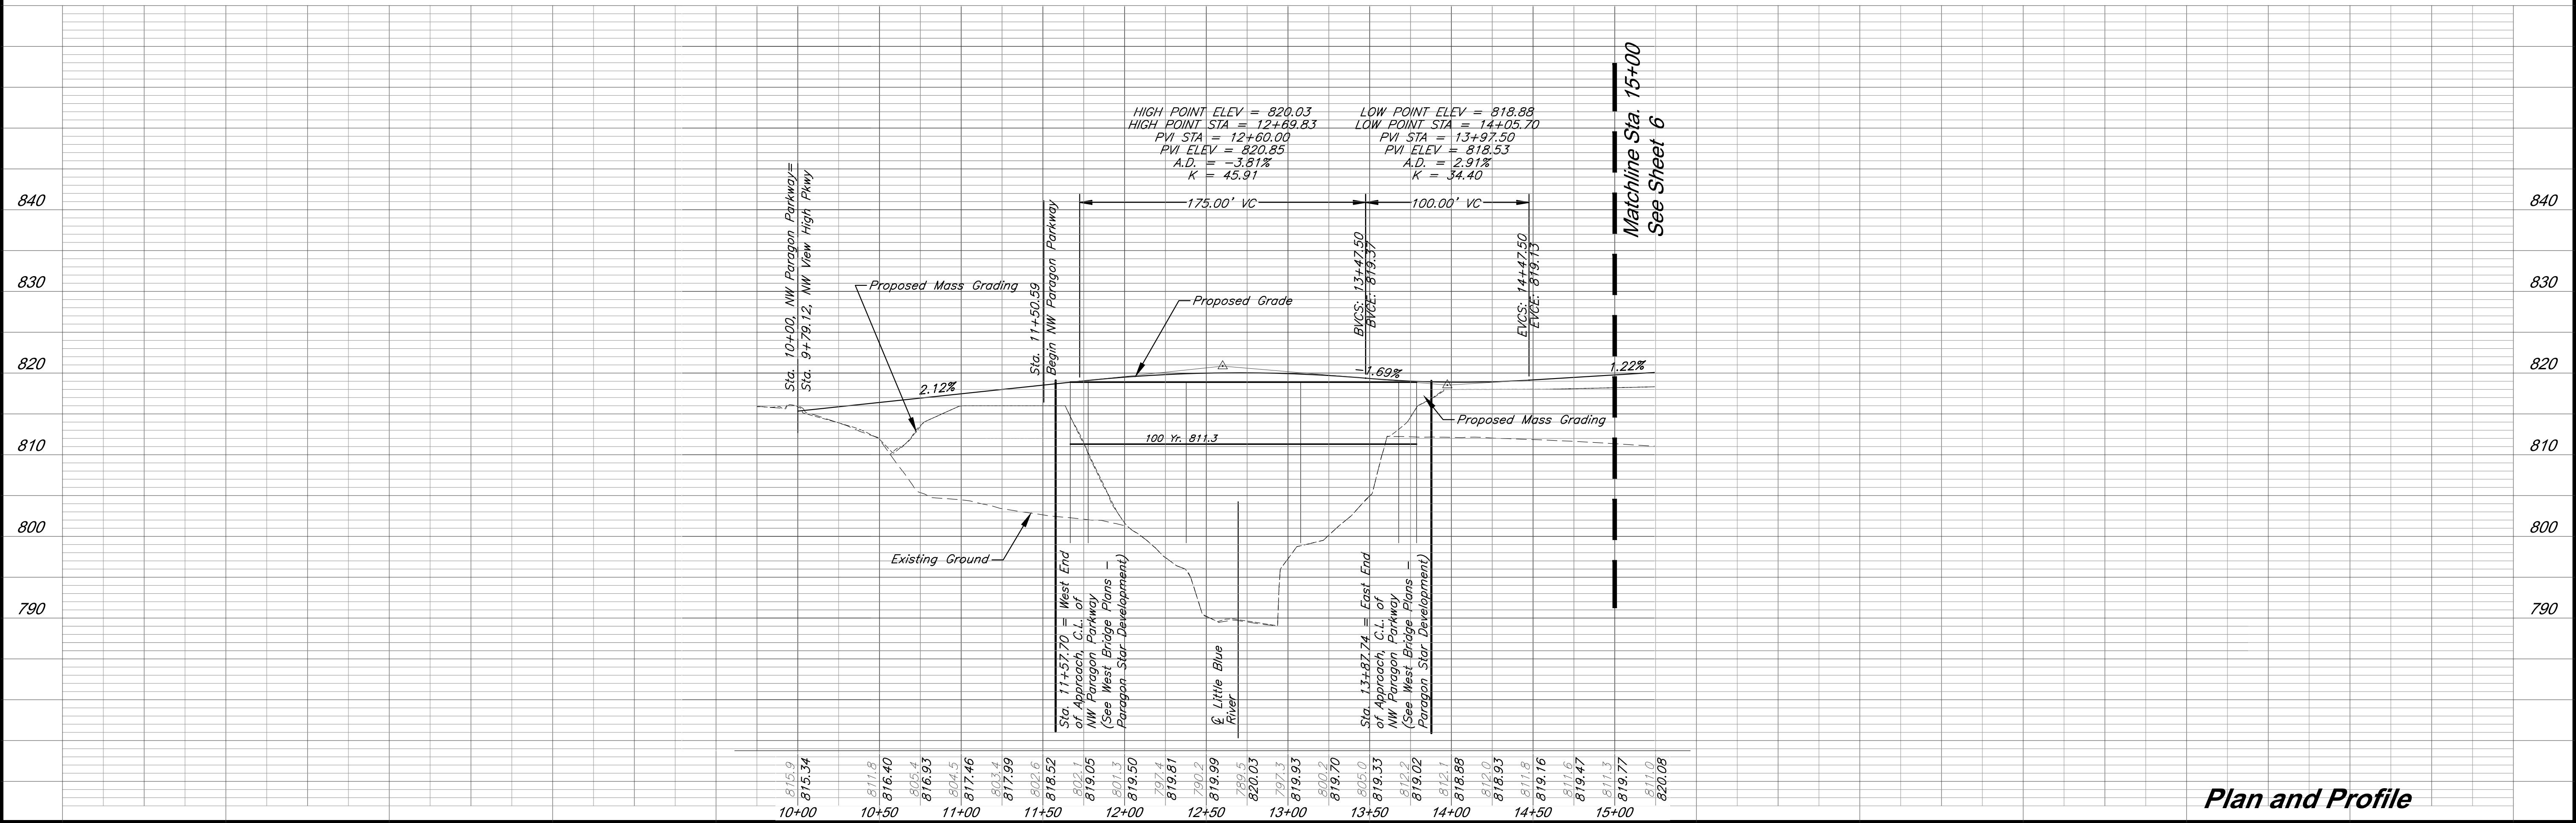 HIGH POINT ELEV = 820.03
HIGH POINT STA = 12+69.83
PVI STA = 12+60.00
PVI ELEV = 820.85
A.D. = -3.81%
K = 45.91
LOW POINT ELEV = 818.88
LOW POINT STA = 14+05.70
PVI STA = 13+97.50
PVI ELEV = 818.53
A.D. = 2.91%
K = 34.40
Matchline Sta. 15+00
See Sheet 6
175.00' VC
100.00' VC
Sta. 10+00, NW Paragon Parkway=
Sta. 9+79.12, NW View High Pkwy
Sta. 11+50.59
Begin NW Paragon Parkway
BVCS: 13+47.50
BVCE: 819.37
EVCS: 14+47.50
EVCE: 819.13
840
830
820
810
800
790
840
830
820
810
800
790
Proposed Mass Grading
Proposed Grade
2.12%
-1.69%
1.22%
Proposed Mass Grading
100 Yr. 811.3
Existing Ground
Sta. 11+57.70 = West End
of Approach, C.L. of
NW Paragon Parkway
(See West Bridge Plans -
Paragon Star Development)
℄ Little Blue
River
Sta. 13+87.74 = East End
of Approach, C.L. of
NW Paragon Parkway
(See West Bridge Plans -
Paragon Star Development)
815.9
815.34
811.8
816.40
805.4
816.93
804.5
817.46
803.4
817.99
802.6
818.52
802.1
819.05
801.3
819.50
797.4
819.81
790.2
819.99
789.5
820.03
797.3
819.93
800.2
819.70
805.0
819.33
812.2
819.02
812.1
818.88
812.0
818.93
811.8
819.16
811.6
819.47
811.3
819.77
811.0
820.08
10+00
10+50
11+00
11+50
12+00
12+50
13+00
13+50
14+00
14+50
15+00
Plan and Profile